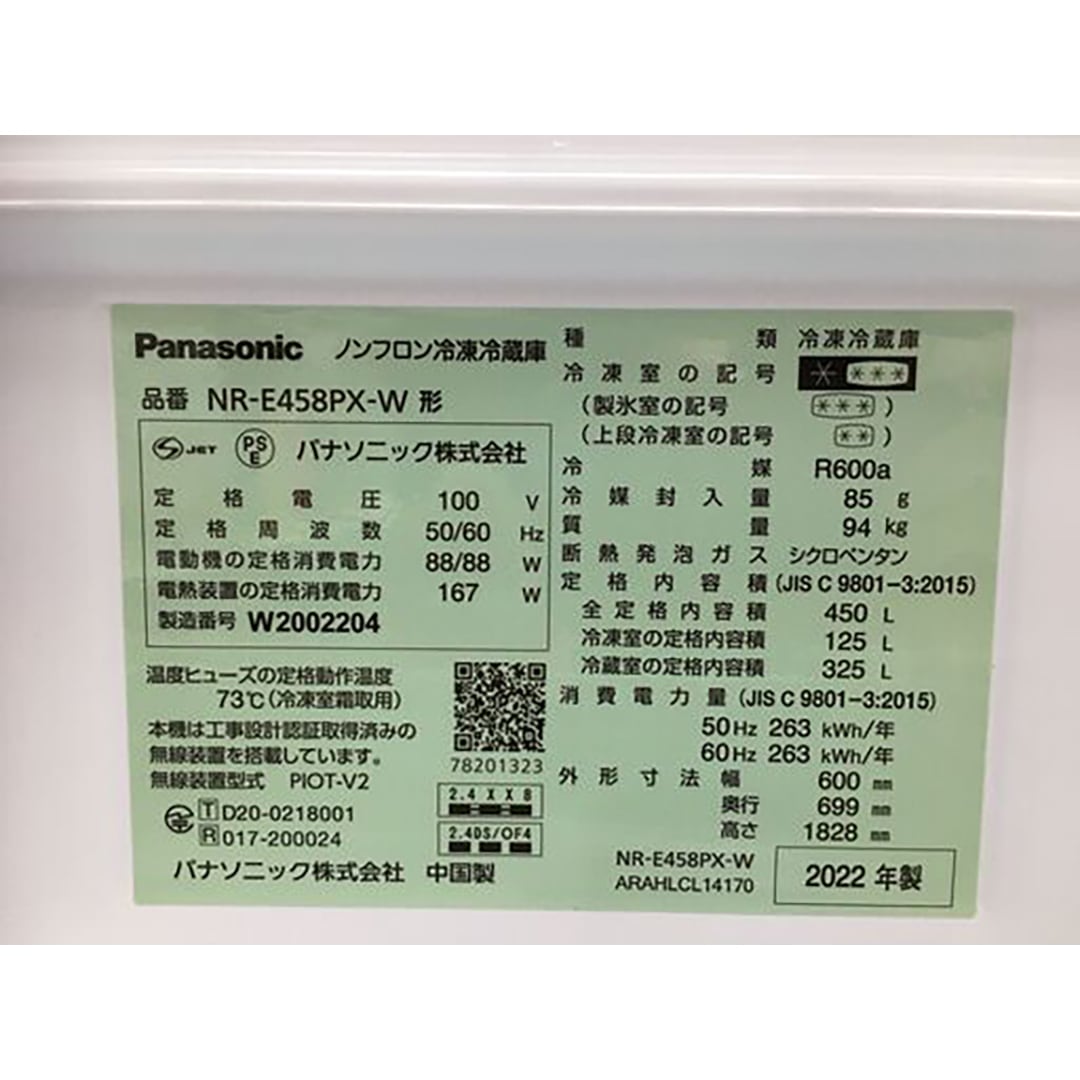 Panasonic ノンフロン冷凍冷蔵庫
品番 NR-E458PX-W 形
JET PSE パナソニック株式会社
定格電圧 100 V
定格周波数 50/60 Hz
電動機の定格消費電力 88/88 W
電熱装置の定格消費電力 167 W
製造番号 W2002204
温度ヒューズの定格動作温度
73℃(冷凍室霜取用)
本機は工事設計認証取得済みの
無線装置を搭載しています。
無線装置型式 PIOT-V2
T D20-0218001
R 017-200024
78201323
2.4 X X 8
2.4DS/OF4
パナソニック株式会社 中国製
種類 冷凍冷蔵庫
冷凍室の記号 * ***
(製氷室の記号 ***)
(上段冷凍室の記号 **)
冷媒 R600a
冷媒封入量 85 g
質量 94 kg
断熱発泡ガス シクロペンタン
定格内容積 (JIS C 9801-3:2015)
全定格内容積 450 L
冷凍室の定格内容積 125 L
冷蔵室の定格内容積 325 L
消費電力量 (JIS C 9801-3:2015)
50Hz 263 kWh/年
60Hz 263 kWh/年
外形寸法 幅 600 mm
奥行 699 mm
高さ 1828 mm
NR-E458PX-W
ARAHLCL14170
2022 年製